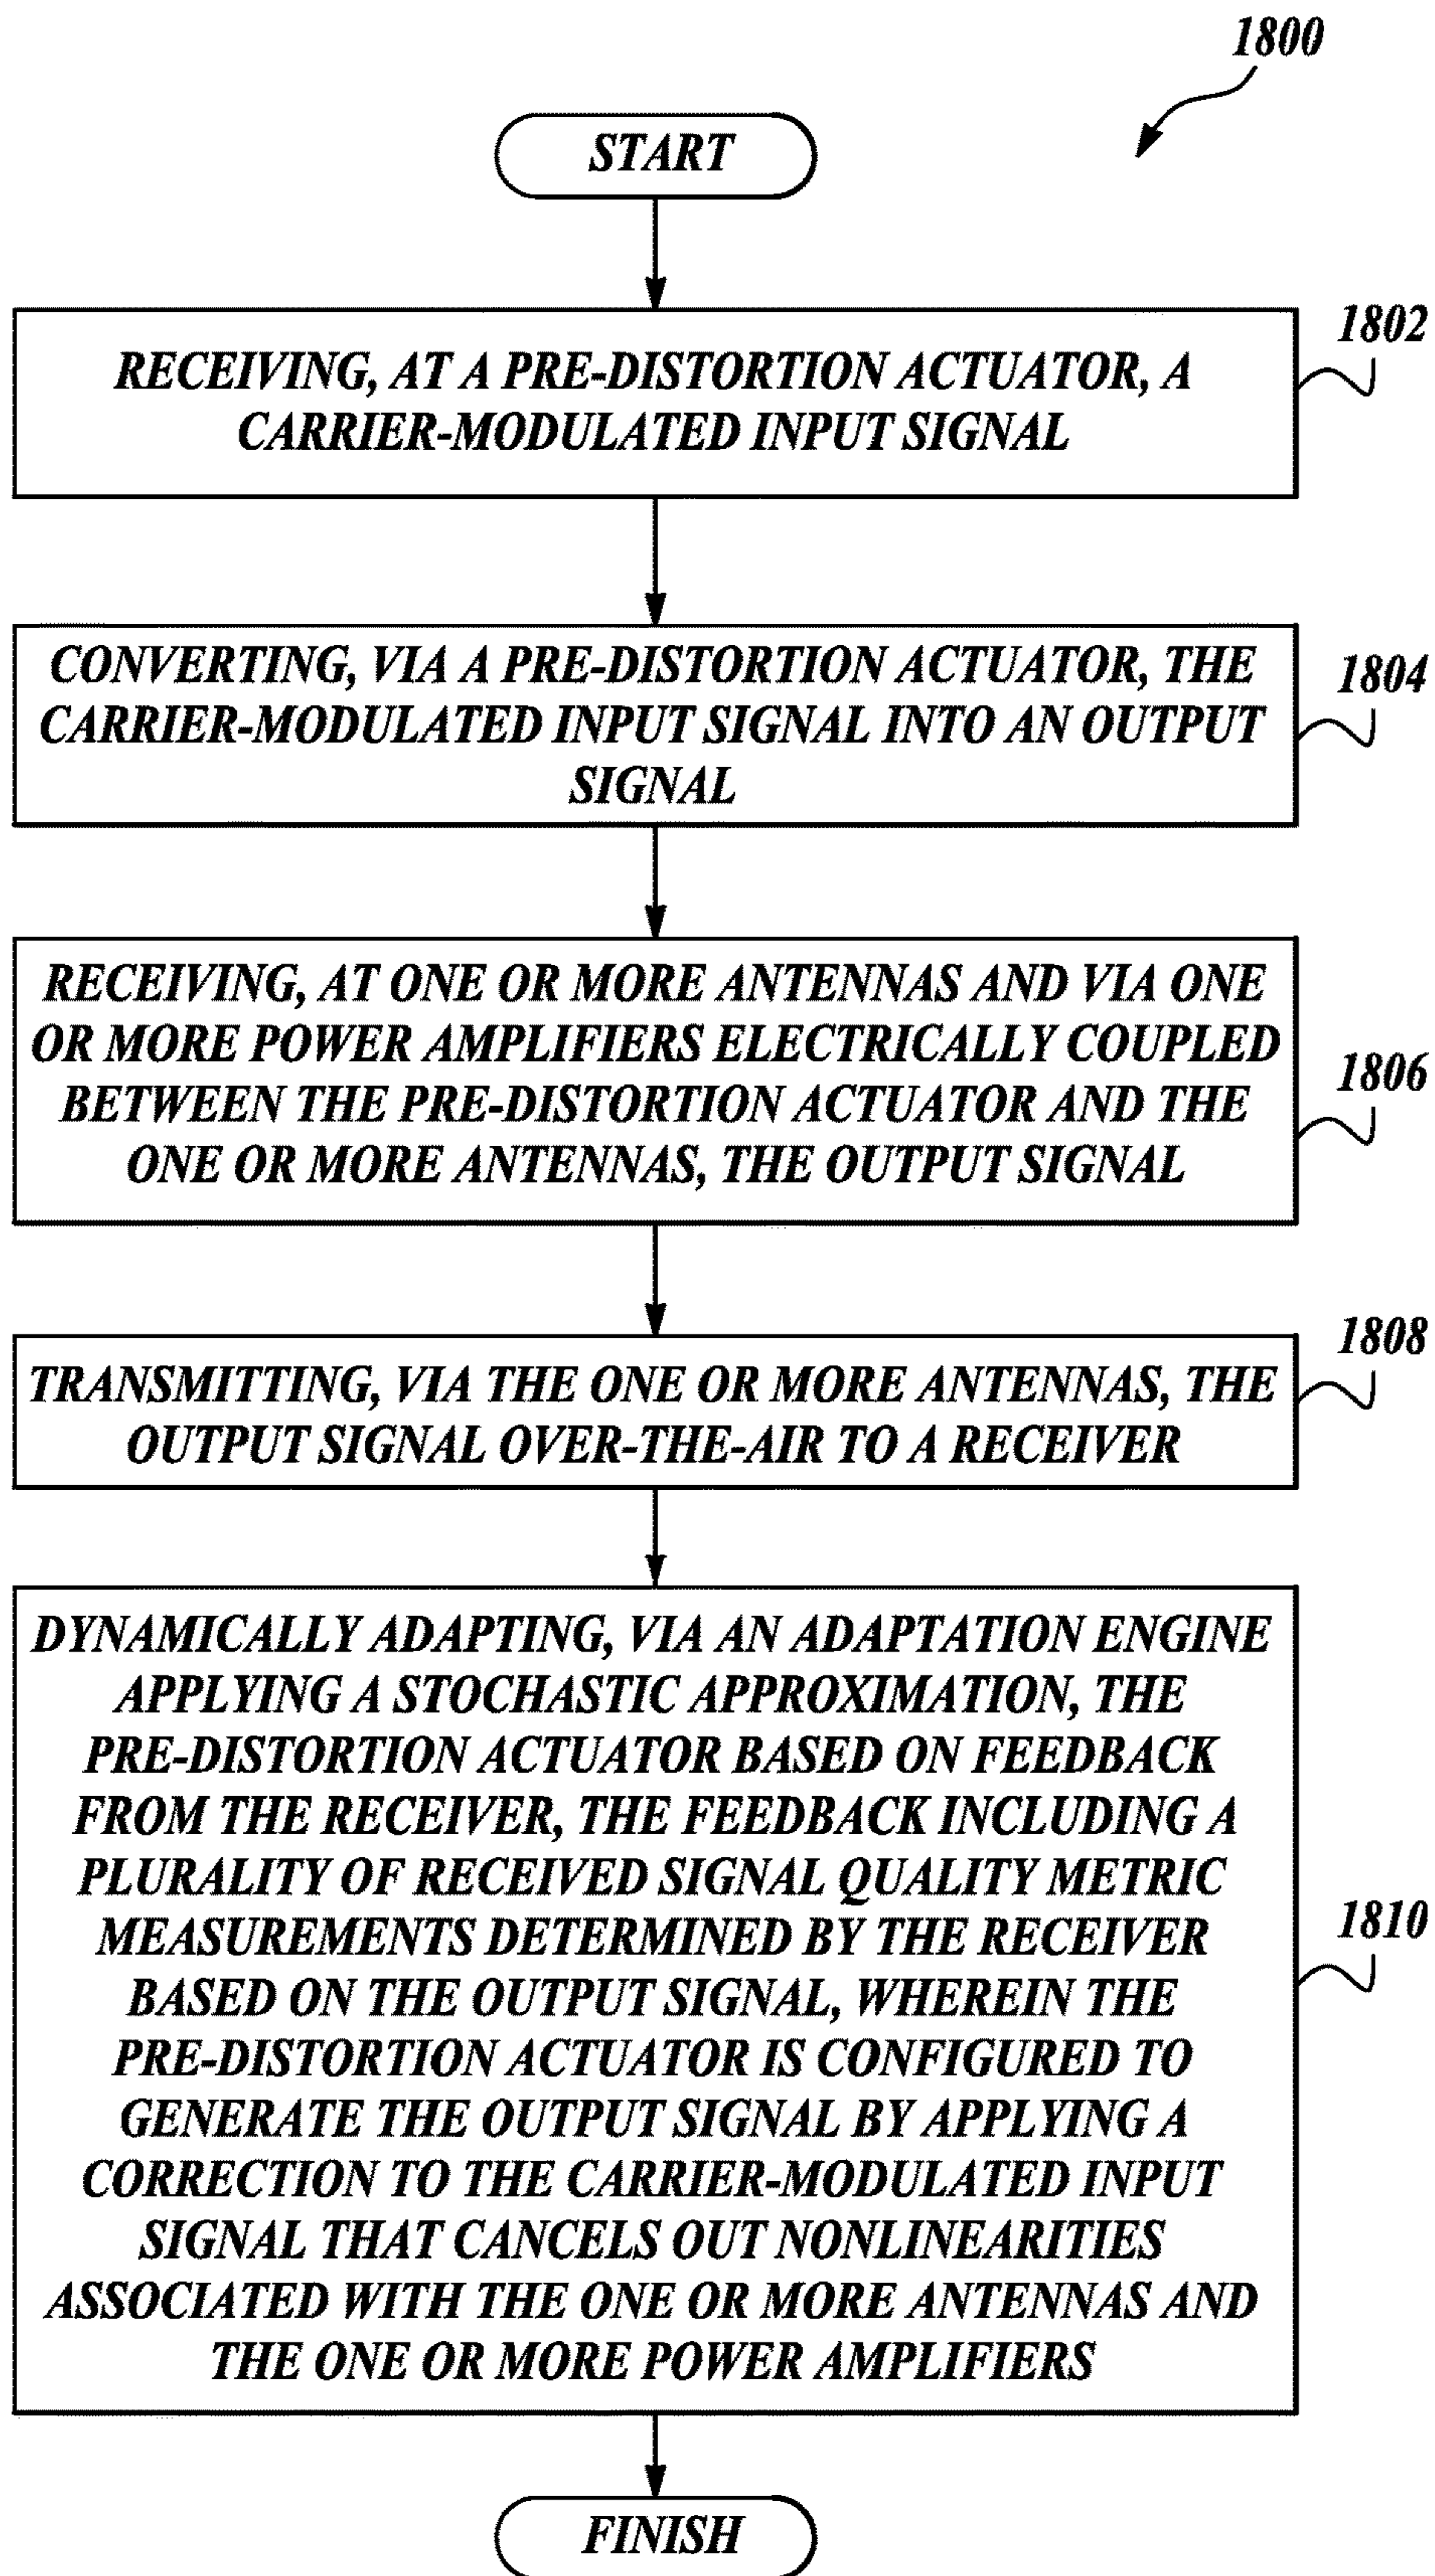 1800
START
1802
RECEIVING, AT A PRE-DISTORTION ACTUATOR, A
CARRIER-MODULATED INPUT SIGNAL
1804
CONVERTING, VIA A PRE-DISTORTION ACTUATOR, THE
CARRIER-MODULATED INPUT SIGNAL INTO AN OUTPUT
SIGNAL
1806
RECEIVING, AT ONE OR MORE ANTENNAS AND VIA ONE
OR MORE POWER AMPLIFIERS ELECTRICALLY COUPLED
BETWEEN THE PRE-DISTORTION ACTUATOR AND THE
ONE OR MORE ANTENNAS, THE OUTPUT SIGNAL
1808
TRANSMITTING, VIA THE ONE OR MORE ANTENNAS, THE
OUTPUT SIGNAL OVER-THE-AIR TO A RECEIVER
1810
DYNAMICALLY ADAPTING, VIA AN ADAPTATION ENGINE
APPLYING A STOCHASTIC APPROXIMATION, THE
PRE-DISTORTION ACTUATOR BASED ON FEEDBACK
FROM THE RECEIVER, THE FEEDBACK INCLUDING A
PLURALITY OF RECEIVED SIGNAL QUALITY METRIC
MEASUREMENTS DETERMINED BY THE RECEIVER
BASED ON THE OUTPUT SIGNAL, WHEREIN THE
PRE-DISTORTION ACTUATOR IS CONFIGURED TO
GENERATE THE OUTPUT SIGNAL BY APPLYING A
CORRECTION TO THE CARRIER-MODULATED INPUT
SIGNAL THAT CANCELS OUT NONLINEARITIES
ASSOCIATED WITH THE ONE OR MORE ANTENNAS AND
THE ONE OR MORE POWER AMPLIFIERS
FINISH